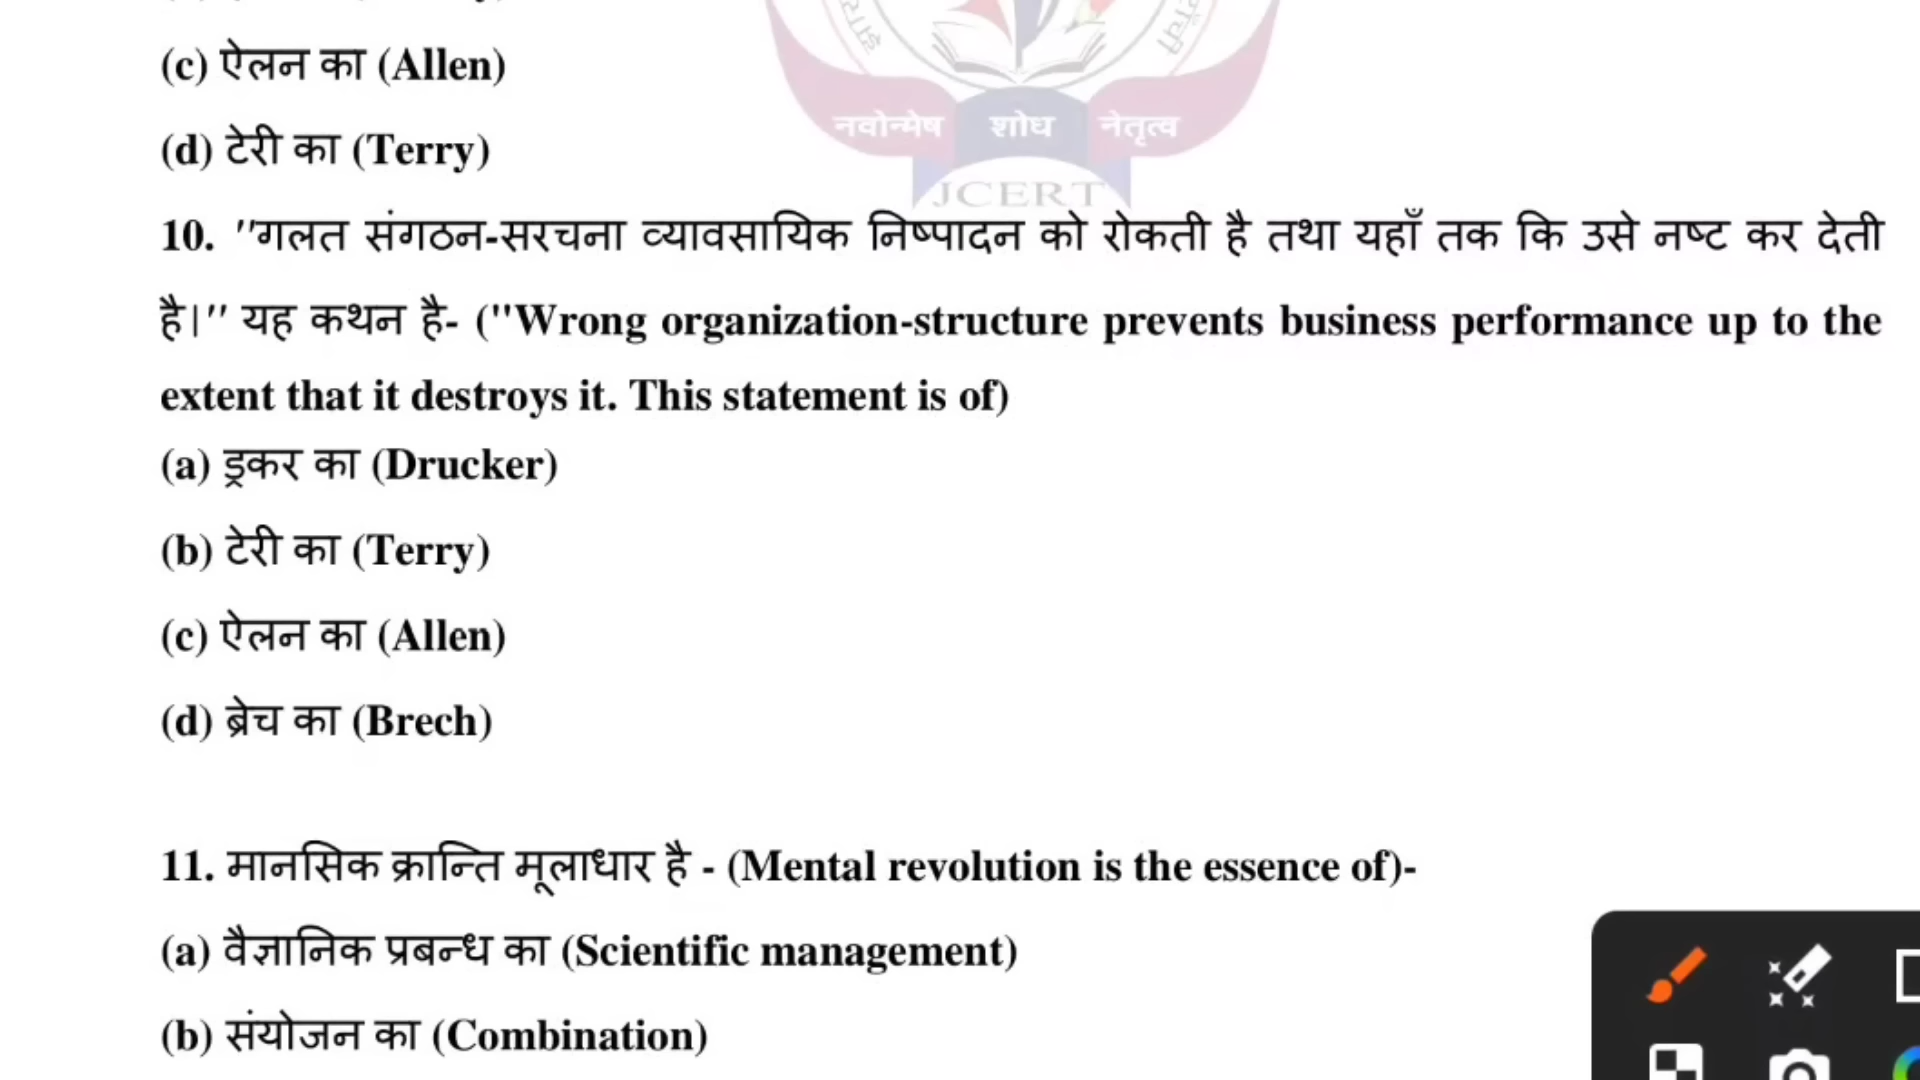 (c) ऐलन का (Allen)
नवोन्मेष शोध नेतृत्व
(d) टेरी का (Terry)
JCERT
10. ''गलत संगठन-सरचना व्यावसायिक निष्पादन को रोकती है तथा यहाँ तक कि उसे नष्ट कर देती
है।'' यह कथन है- (''Wrong organization-structure prevents business performance up to the
extent that it destroys it. This statement is of)
(a) ड्रकर का (Drucker)
(b) टेरी का (Terry)
(c) ऐलन का (Allen)
(d) ब्रेच का (Brech)
11. मानसिक क्रान्ति मूलाधार है - (Mental revolution is the essence of)-
(a) वैज्ञानिक प्रबन्ध का (Scientific management)
(b) संयोजन का (Combination)